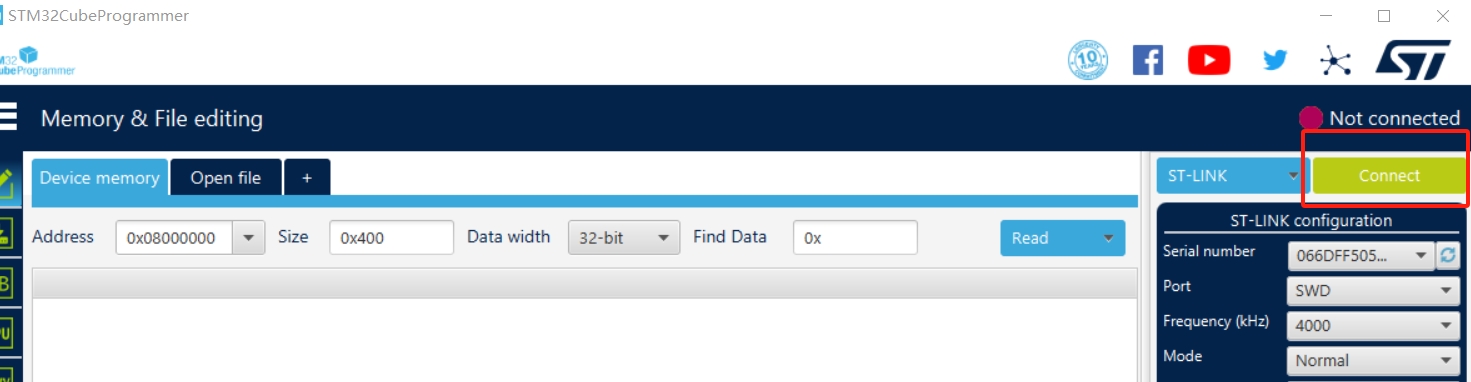 STM32CubeProgrammer
CubeProgrammer
10
Memory & File editing
Not connected
Device memory Open file +
ST-LINK Connect
Address 0x08000000 Size 0x400 Data width 32-bit Find Data 0x Read
ST-LINK configuration
Serial number 066DFF505...
Port SWD
Frequency (kHz) 4000
Mode Normal